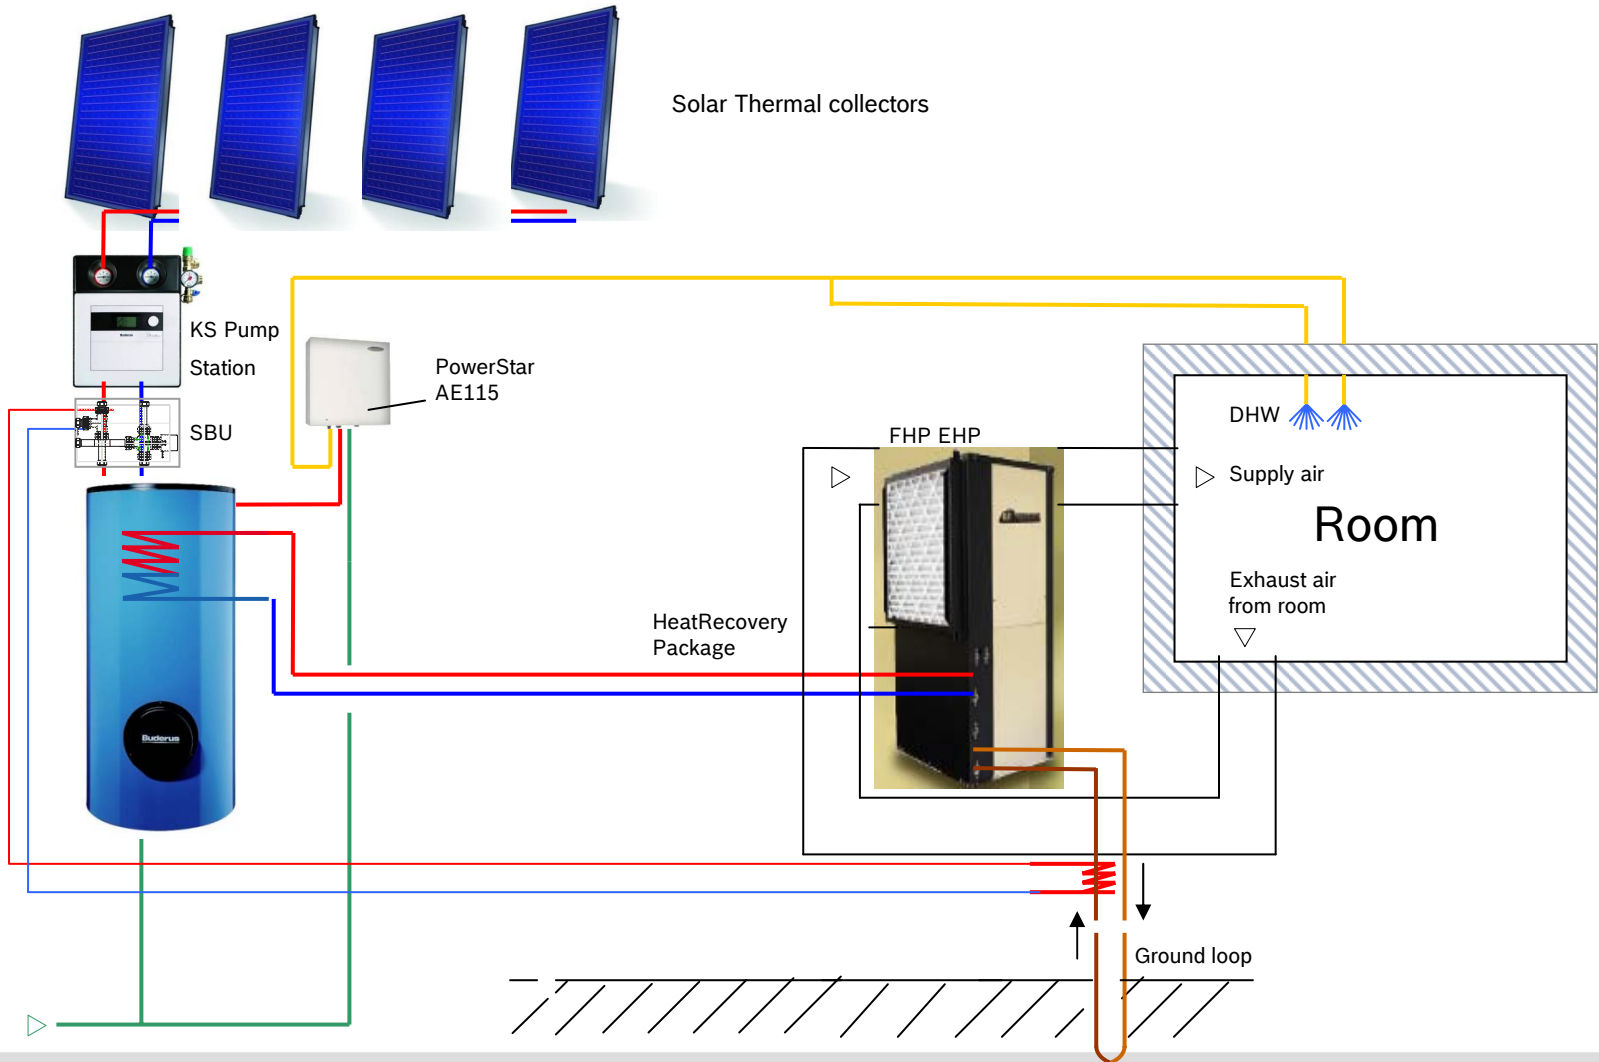 Solar Thermal collectors
KS Pump
Station
PowerStar
AE115
SBU
FHP EHP
DHW
Supply air
Room
Exhaust air
from room
HeatRecovery
Package
Buderus
Ground loop